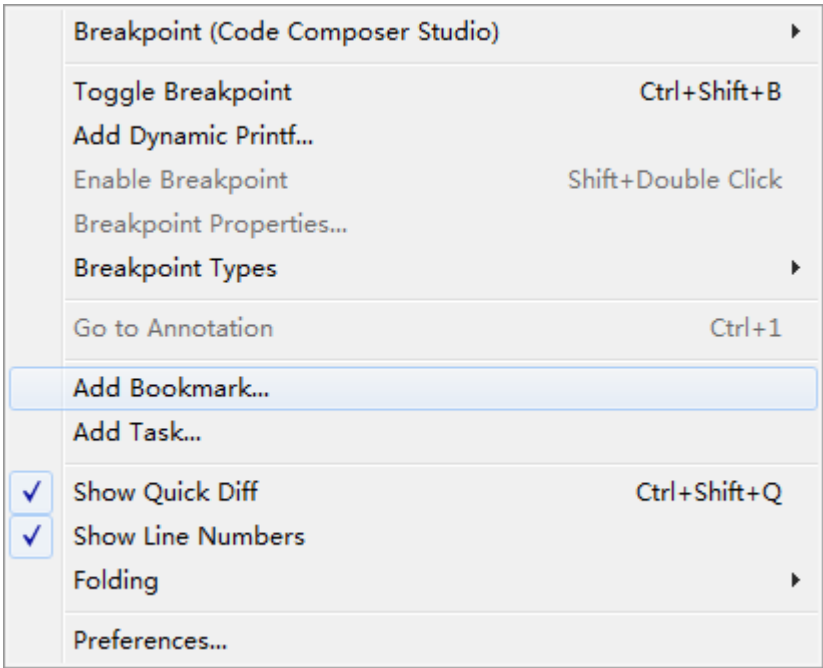 Breakpoint (Code Composer Studio)
Toggle Breakpoint Ctrl+Shift+B
Add Dynamic Printf...
Enable Breakpoint Shift+Double Click
Breakpoint Properties...
Breakpoint Types
Go to Annotation Ctrl+1
Add Bookmark...
Add Task...
Show Quick Diff Ctrl+Shift+Q
Show Line Numbers
Folding
Preferences...